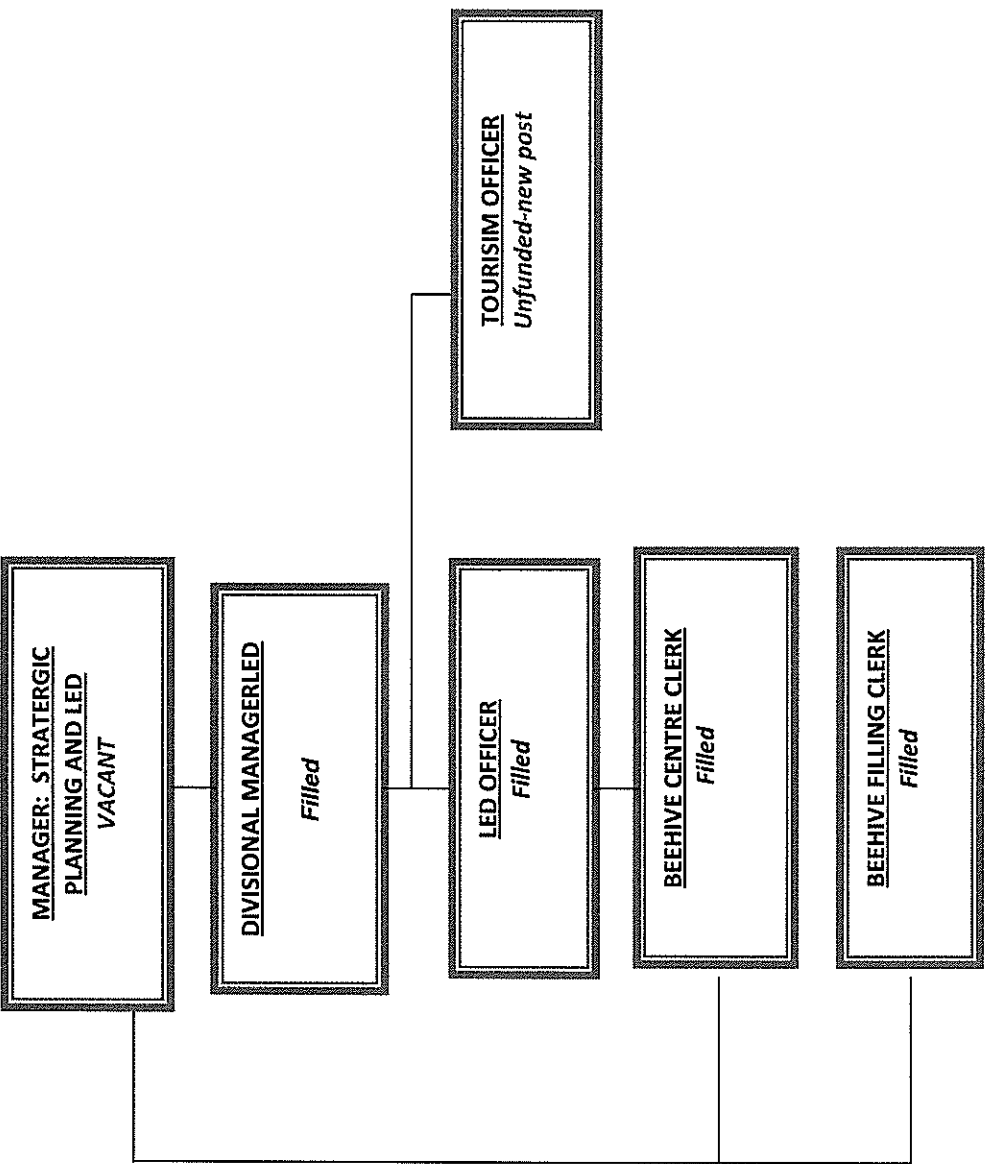 MANAGER: STRATERGIC
PLANNING AND LED
VACANT
DIVISIONAL MANAGERLED
Filled
LED OFFICER
Filled
TOURISIM OFFICER
Unfunded-new post
BEEHIVE CENTRE CLERK
Filled
BEEHIVE FILLING CLERK
Filled